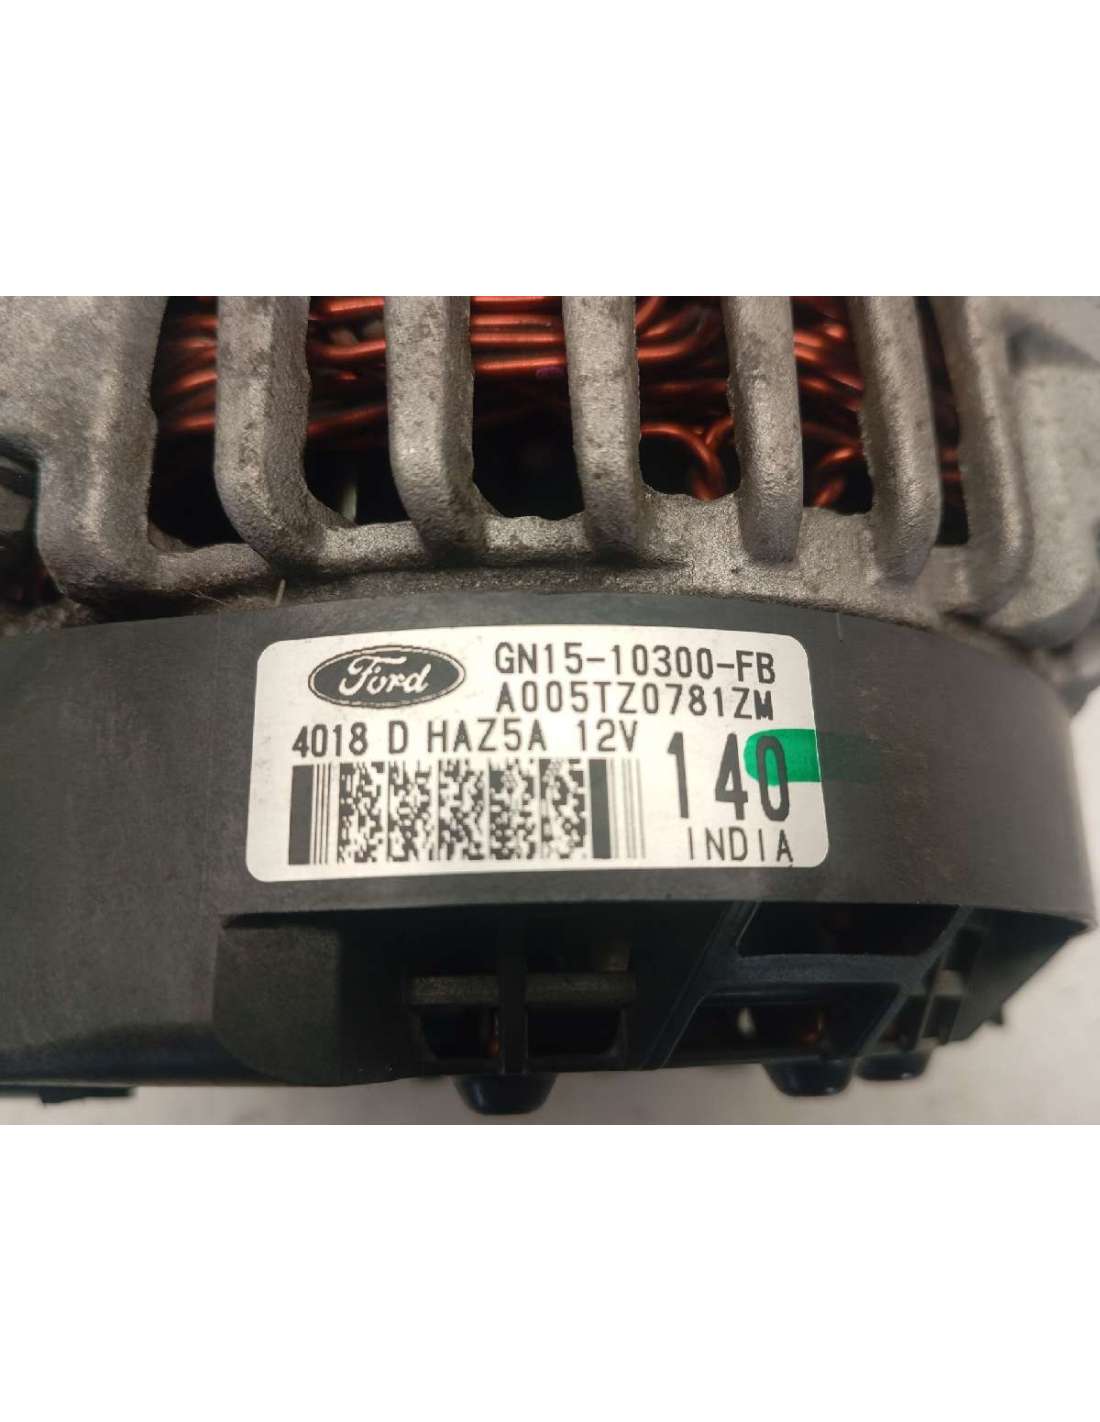 Ford
GN15-10300-FB
A005TZ0781ZM
4018 D HAZ5A 12V
140
INDIA